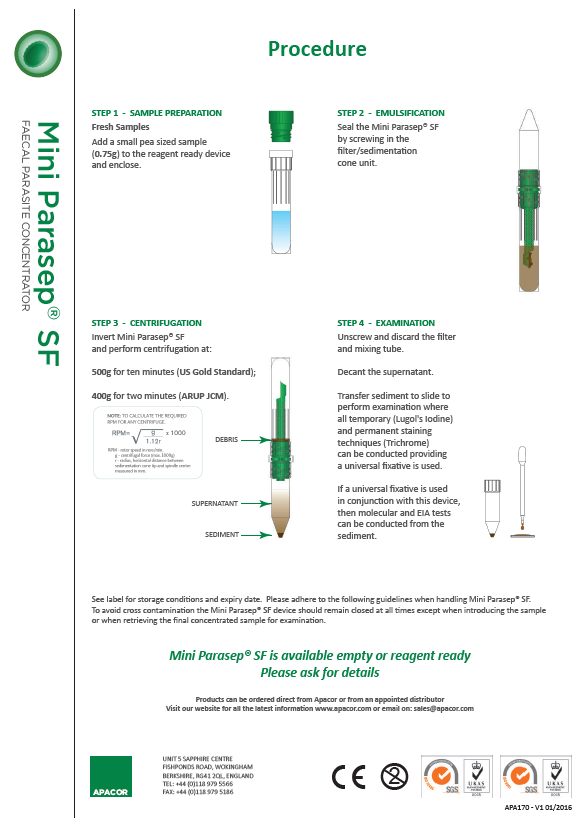 Procedure
Mini Parasep® SF
FAECAL PARASITE CONCENTRATOR
STEP 1 - SAMPLE PREPARATION
Fresh Samples
Add a small pea sized sample
(0.75g) to the reagent ready device
and enclose.
STEP 2 - EMULSIFICATION
Seal the Mini Parasep® SF
by screwing in the
filter/sedimentation
cone unit.
STEP 3 - CENTRIFUGATION
Invert Mini Parasep® SF
and perform centrifugation at:
500g for ten minutes (US Gold Standard);
400g for two minutes (ARUP JCM).
NOTE: TO CALCULATE THE REQUIRED
RPM FOR ANY CENTRIFUGE
RPM= √ g / 1.12r x 1000
RPM - rotor speed in revs/min.
g - centrifugal force (max. 1000g)
r - radius, horizontal distance between
sedimentation cone tip and spindle centre
measured in mm.
DEBRIS
SUPERNATANT
SEDIMENT
STEP 4 - EXAMINATION
Unscrew and discard the filter
and mixing tube.
Decant the supernatant.
Transfer sediment to slide to
perform examination where
all temporary (Lugol's Iodine)
and permanent staining
techniques (Trichrome)
can be conducted providing
a universal fixative is used.
If a universal fixative is used
in conjunction with this device,
then molecular and EIA tests
can be conducted from the
sediment.
See label for storage conditions and expiry date. Please adhere to the following guidelines when handling Mini Parasep® SF.
To avoid cross contamination the Mini Parasep® SF device should remain closed at all times except when introducing the sample
or when retrieving the final concentrated sample for examination.
Mini Parasep® SF is available empty or reagent ready
Please ask for details
Products can be ordered direct from Apacor or from an appointed distributor
Visit our website for all the latest information www.apacor.com or email on: sales@apacor.com
APACOR
UNIT 5 SAPPHIRE CENTRE
FISHPONDS ROAD, WOKINGHAM
BERKSHIRE, RG41 2QL, ENGLAND
TEL: +44 (0)118 979 5566
FAX: +44 (0)118 979 5186
CE
2
SGS
UKAS
SGS
UKAS
APA170 - V1 01/2016